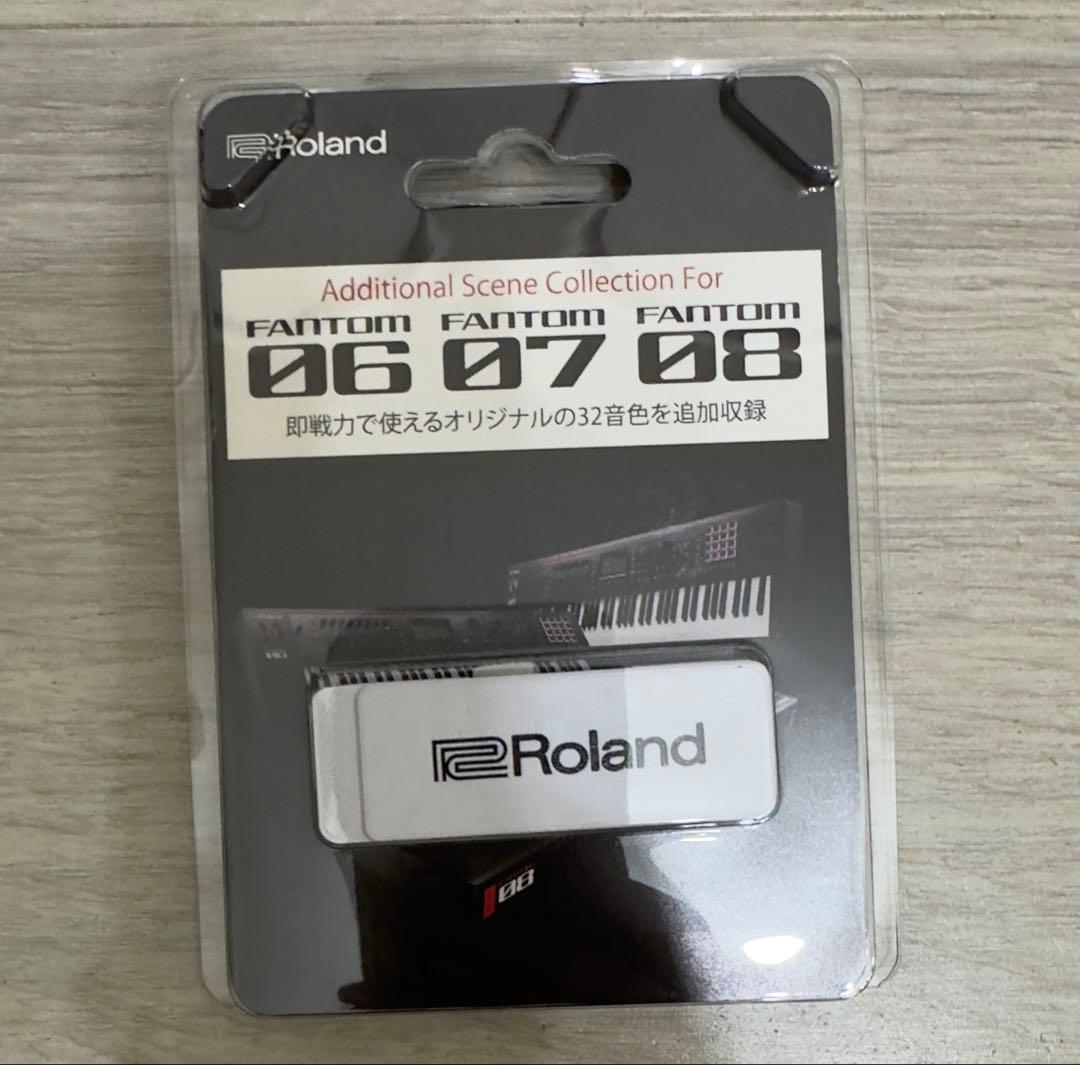 Roland
Additional Scene Collection For
FANTOM FANTOM FANTOM
06 07 08
即戦力で使えるオリジナルの32音色を追加収録
Roland
08